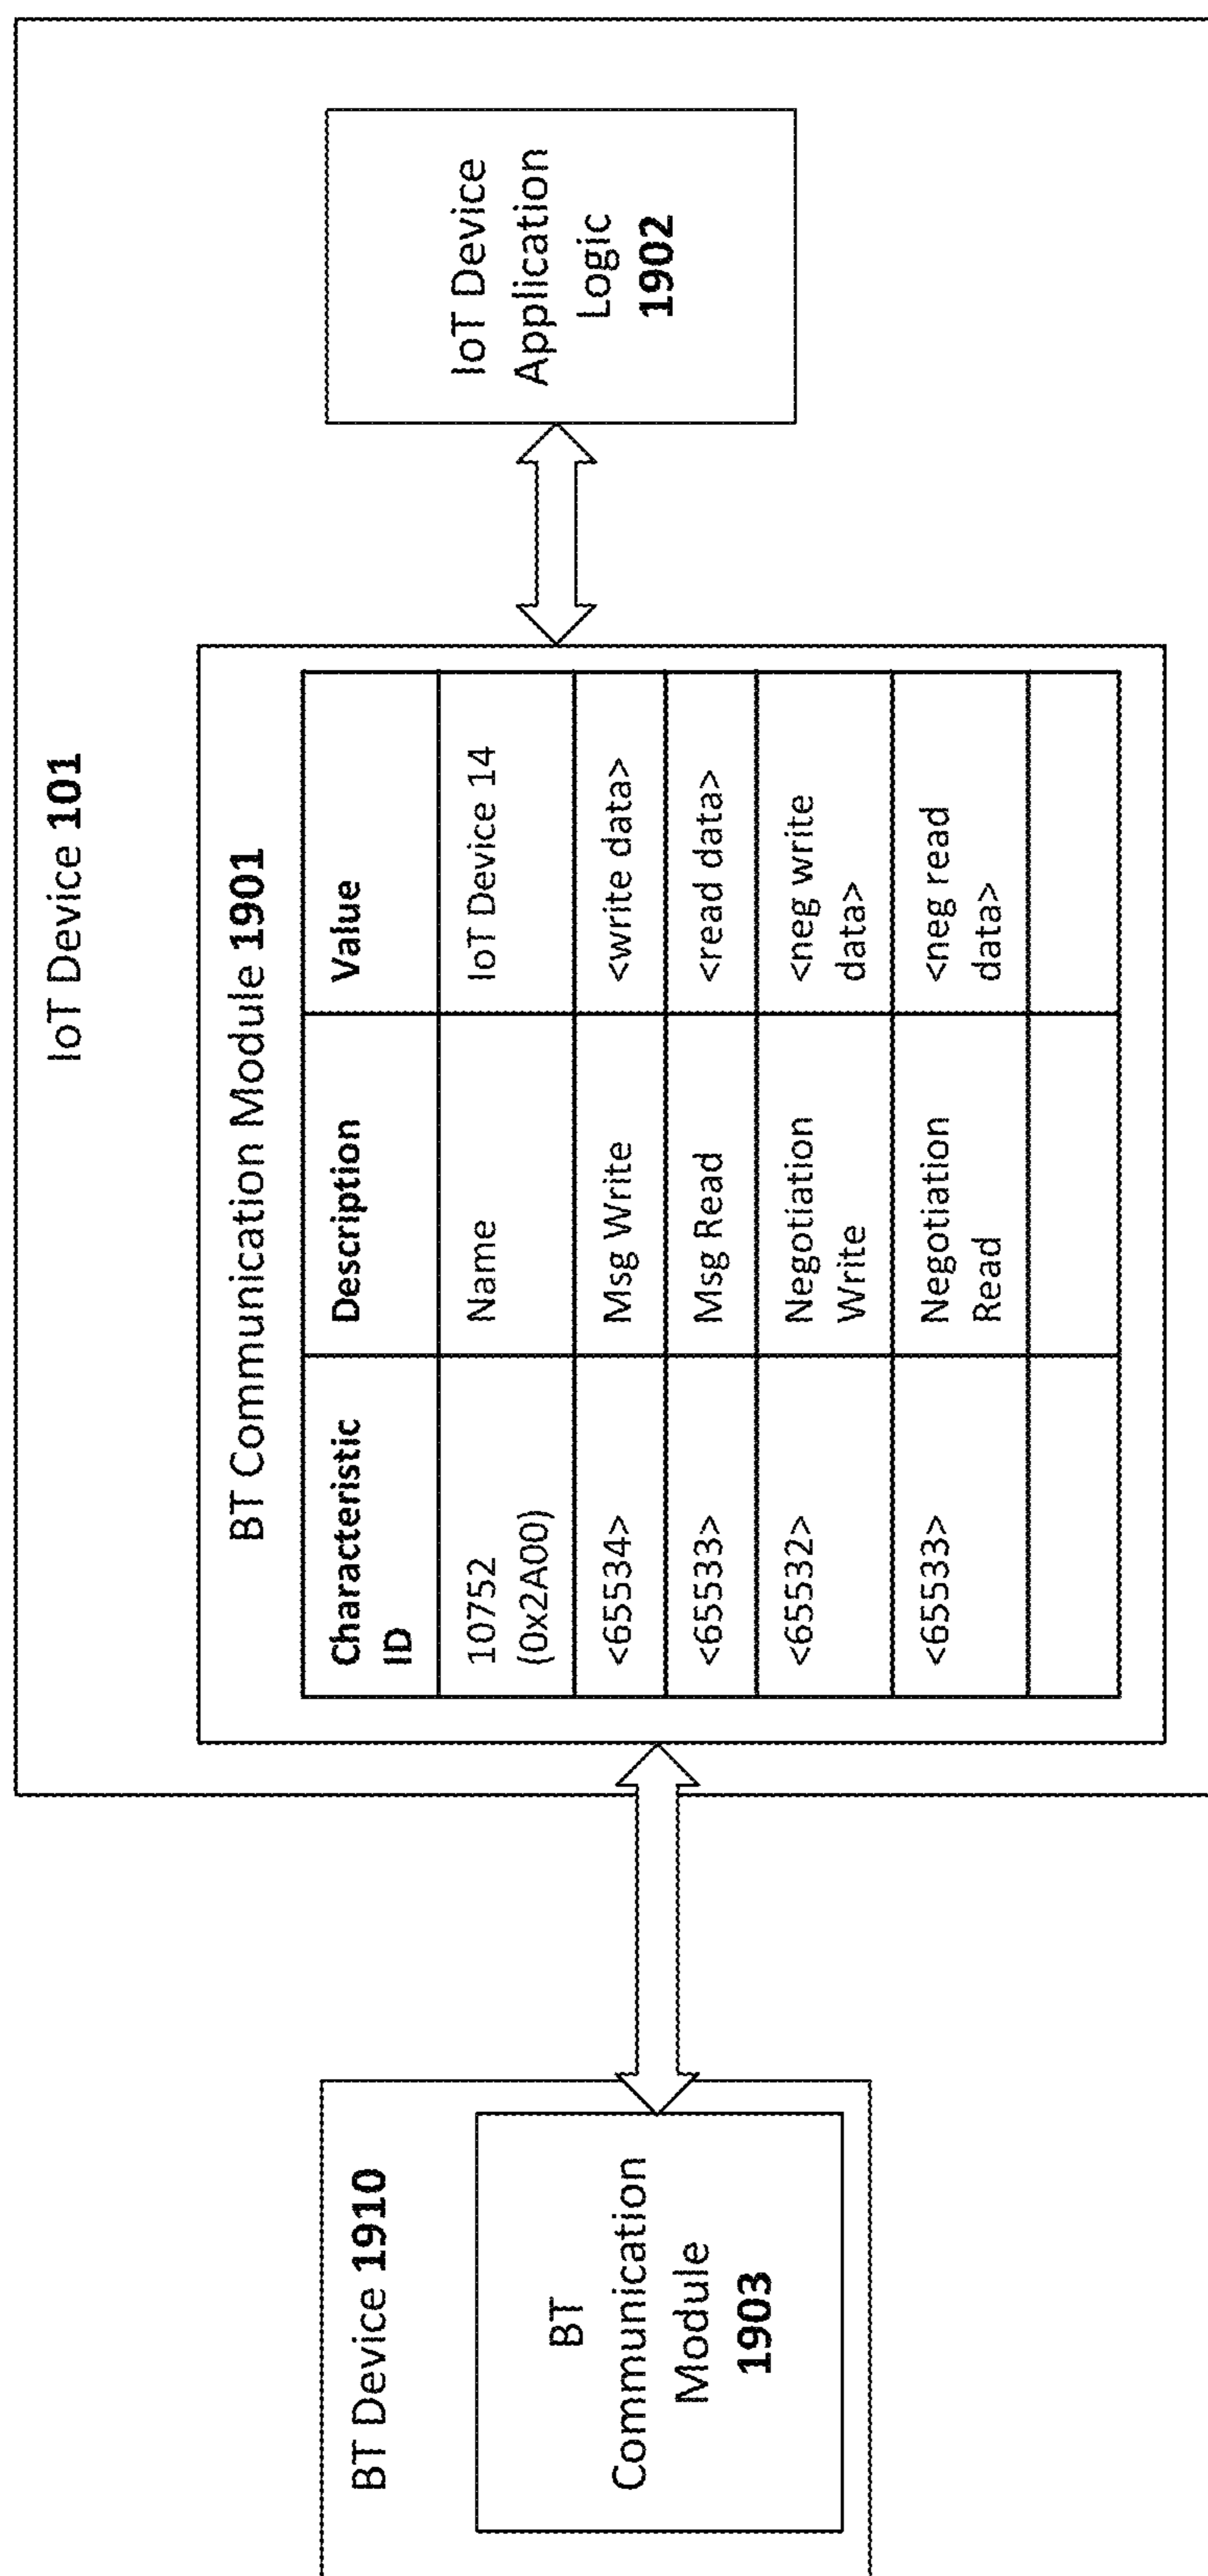 IoT Device 101
BT Communication Module 1901
Characteristic
ID
Description
Value
10752
(0x2A00)
Name
IoT Device 14
<65534>
Msg Write
<write data>
<65533>
Msg Read
<read data>
<65532>
Negotiation
Write
<neg write
data>
<65533>
Negotiation
Read
<neg read
data>
IoT Device
Application
Logic
1902
BT Device 1910
BT
Communication
Module
1903